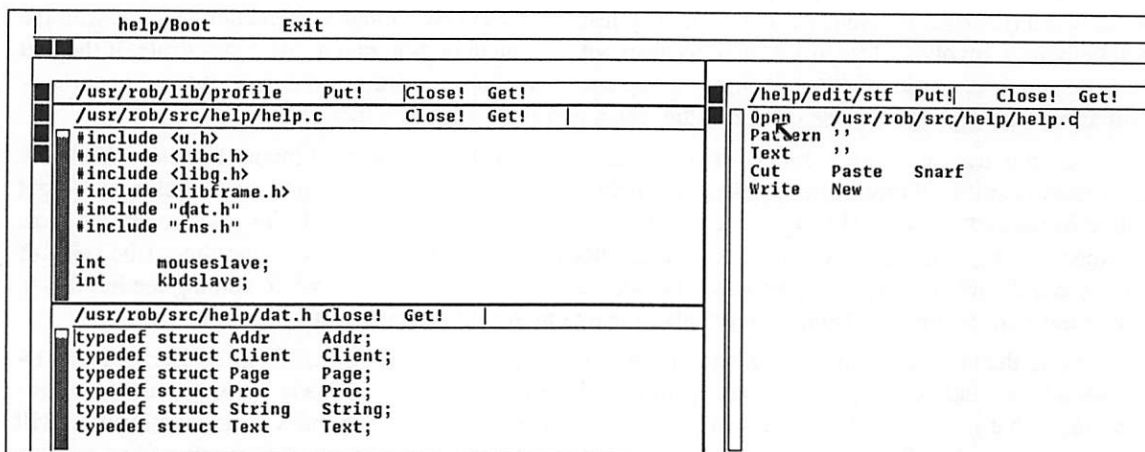 help/Boot Exit
/usr/rob/lib/profile Put! Close! Get!
/usr/rob/src/help/help.c Close! Get!
#include <u.h>
#include <libc.h>
#include <libg.h>
#include <libframe.h>
#include "dat.h"
#include "fns.h"
int mouseslave;
int kbdslave;
/usr/rob/src/help/dat.h Close! Get!
typedef struct Addr Addr;
typedef struct Client Client;
typedef struct Page Page;
typedef struct Proc Proc;
typedef struct String String;
typedef struct Text Text;
/help/edit/stf Put! Close! Get!
Open /usr/rob/src/help/help.c
Pattern ''
Text ''
Cut Paste Snarf
Write New